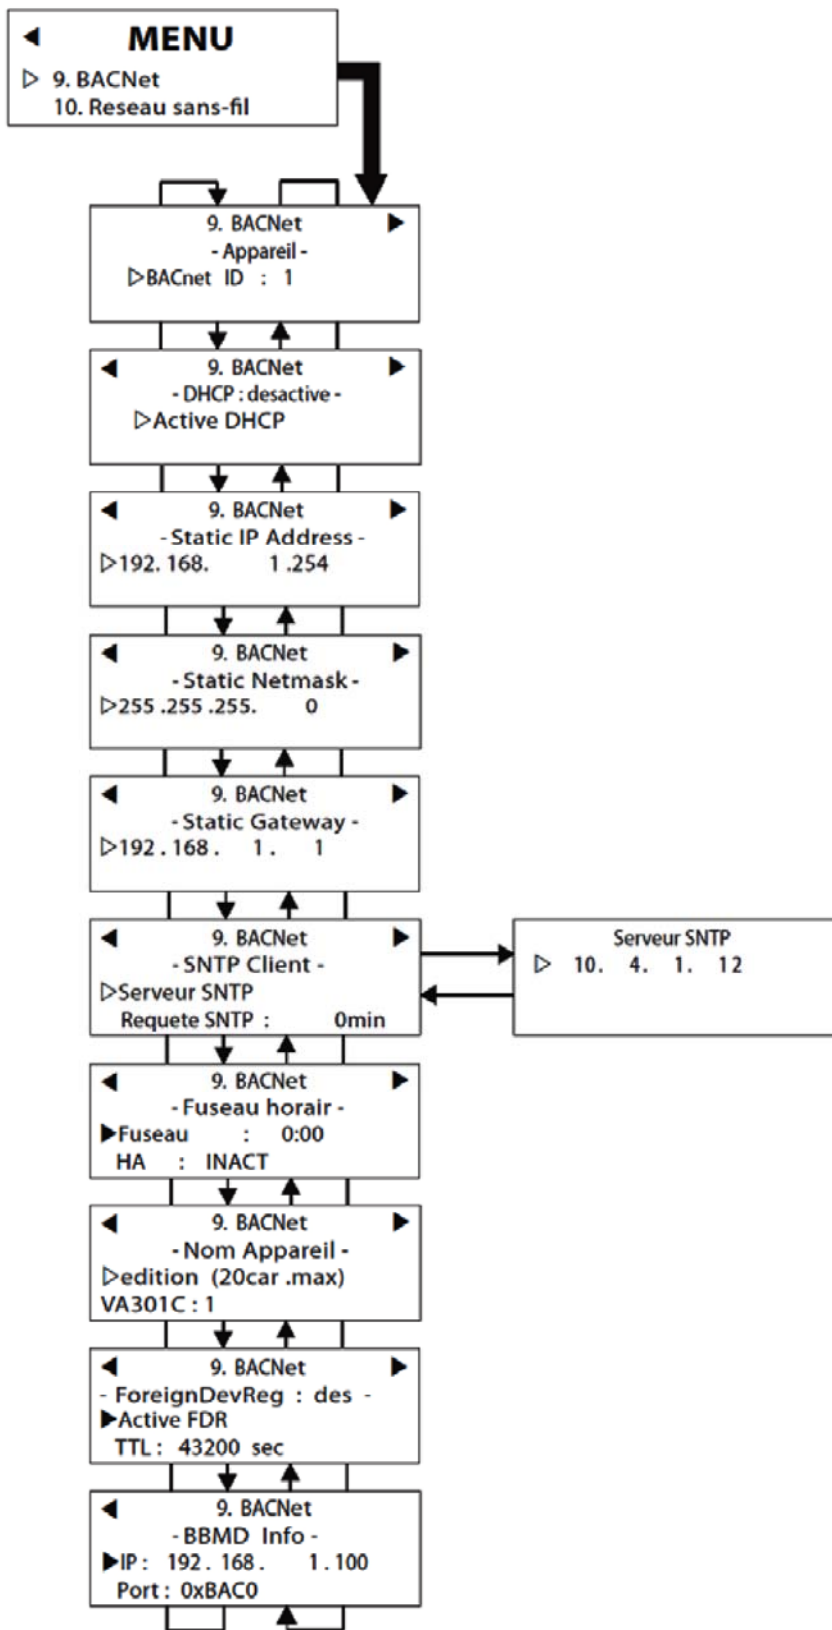 MENU
9. BACNet
10. Reseau sans-fil
9. BACNet
- Appareil -
BACnet ID : 1
9. BACNet
- DHCP : desactive -
Active DHCP
9. BACNet
- Static IP Address -
192. 168. 1 .254
9. BACNet
- Static Netmask -
255 .255 .255. 0
9. BACNet
- Static Gateway -
192 . 168 . 1 . 1
9. BACNet
- SNTP Client -
Serveur SNTP
Requete SNTP : 0min
Serveur SNTP
10. 4. 1. 12
9. BACNet
- Fuseau horair -
Fuseau : 0:00
HA : INACT
9. BACNet
- Nom Appareil -
edition (20car .max)
VA301C : 1
9. BACNet
- ForeignDevReg : des -
Active FDR
TTL : 43200 sec
9. BACNet
- BBMD Info -
IP : 192 . 168 . 1 . 100
Port : 0xBAC0